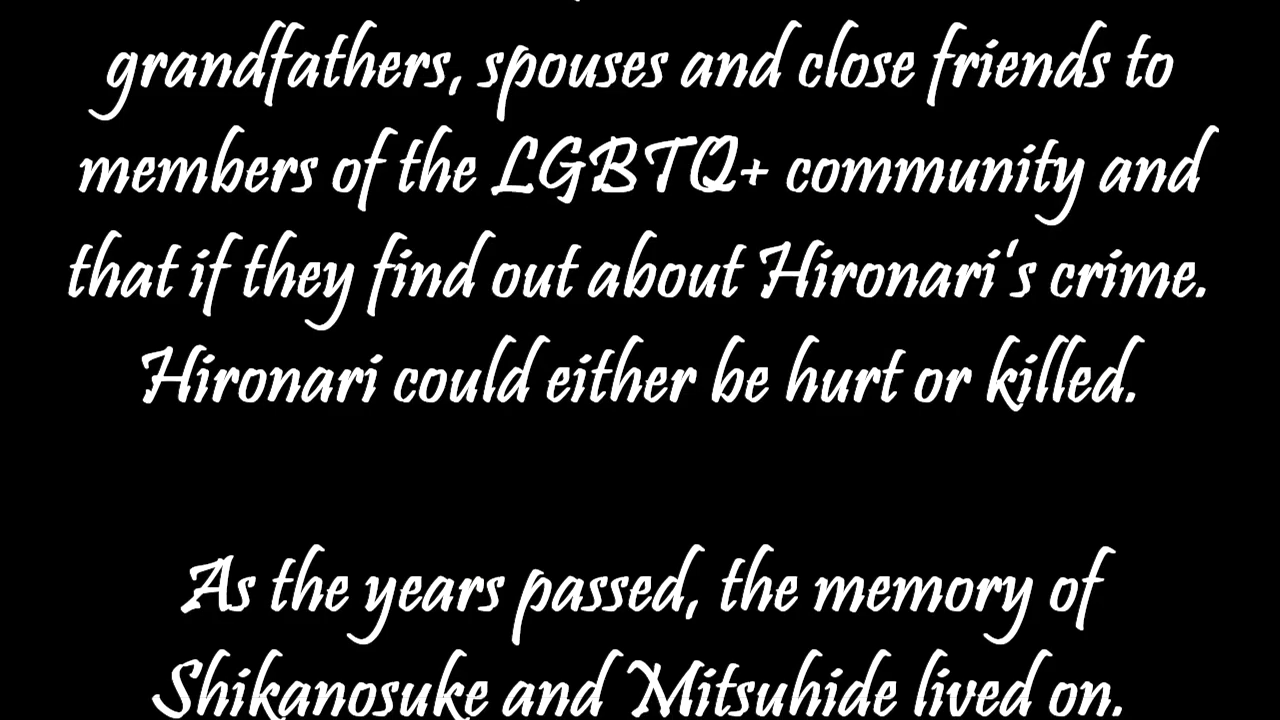 grandfathers, spouses and close friends to
members of the LGBTQ+ community and
that if they find out about Hironari's crime.
Hironari could either be hurt or killed.
As the years passed, the memory of
Shikanosuke and Mitsuhide lived on.